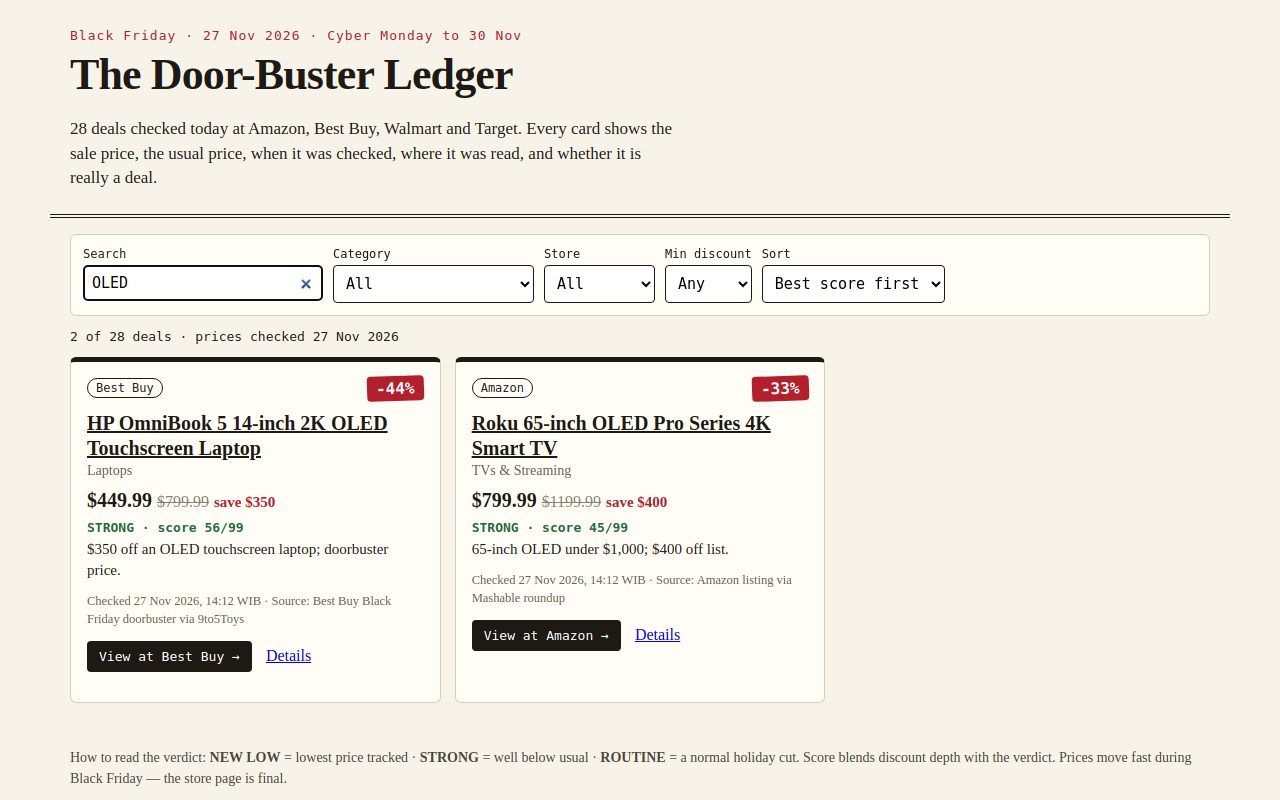 Black Friday · 27 Nov 2026 · Cyber Monday to 30 Nov
The Door-Buster Ledger
28 deals checked today at Amazon, Best Buy, Walmart and Target. Every card shows the
sale price, the usual price, when it was checked, where it was read, and whether it is
really a deal.
Search
Category
Store
Min discount
Sort
OLED
All
All
Any
Best score first
2 of 28 deals · prices checked 27 Nov 2026
Best Buy
-44%
HP OmniBook 5 14-inch 2K OLED
Touchscreen Laptop
Laptops
$449.99 $799.99 save $350
STRONG · score 56/99
$350 off an OLED touchscreen laptop; doorbuster
price.
Checked 27 Nov 2026, 14:12 WIB · Source: Best Buy Black
Friday doorbuster via 9to5Toys
View at Best Buy →
Details
Amazon
-33%
Roku 65-inch OLED Pro Series 4K
Smart TV
TVs & Streaming
$799.99 $1199.99 save $400
STRONG · score 45/99
65-inch OLED under $1,000; $400 off list.
Checked 27 Nov 2026, 14:12 WIB · Source: Amazon listing via
Mashable roundup
View at Amazon →
Details
How to read the verdict: NEW LOW = lowest price tracked · STRONG = well below usual · ROUTINE = a normal holiday cut. Score blends discount depth with the verdict. Prices move fast during
Black Friday — the store page is final.